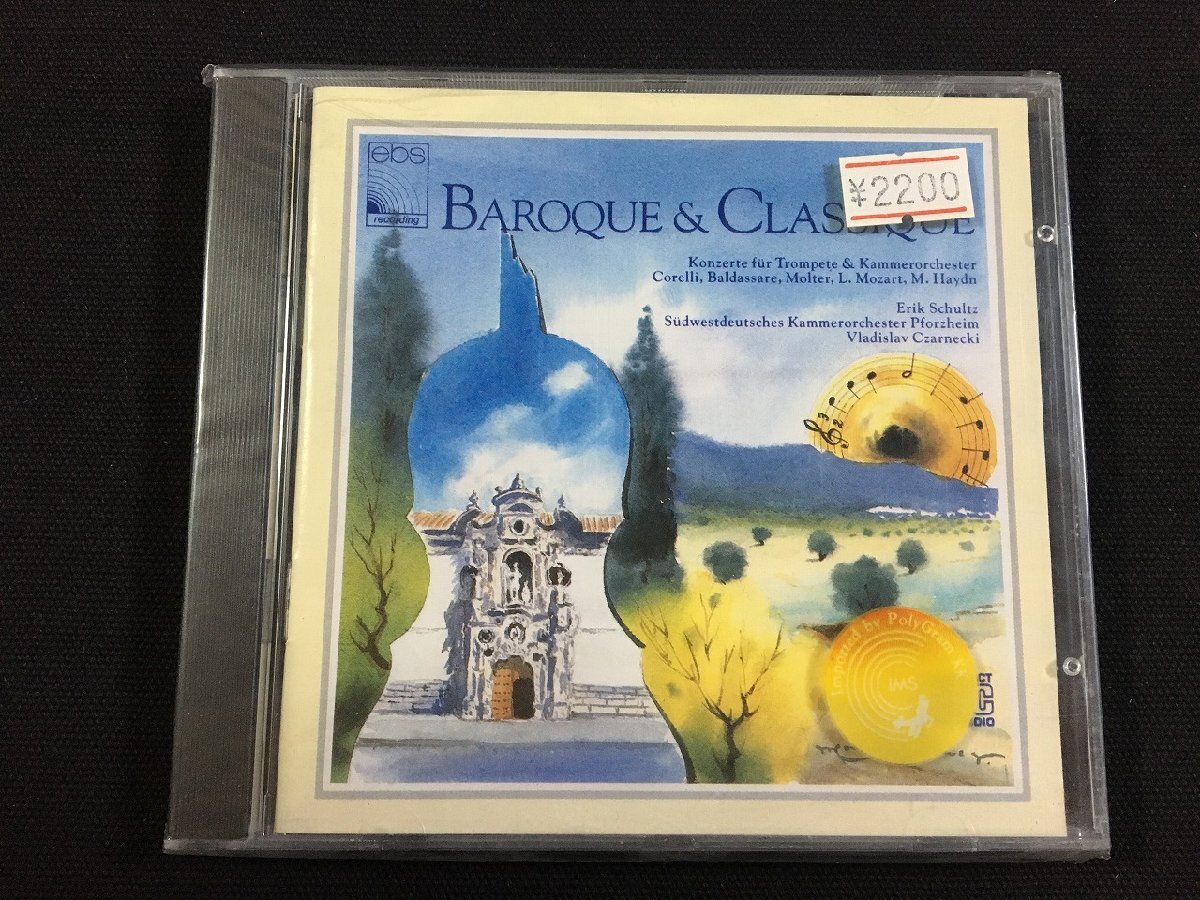 ebs
recording
¥2200
BAROQUE & CLASSIQUE
Konzerte für Trompete & Kammerorchester
Corelli, Baldassare, Molter, L. Mozart, M. Haydn
Erik Schultz
Südwestdeutsches Kammerorchester Pforzheim
Vladislav Czarnecki
Imported by PolyGram K.K.
IMS
DIO